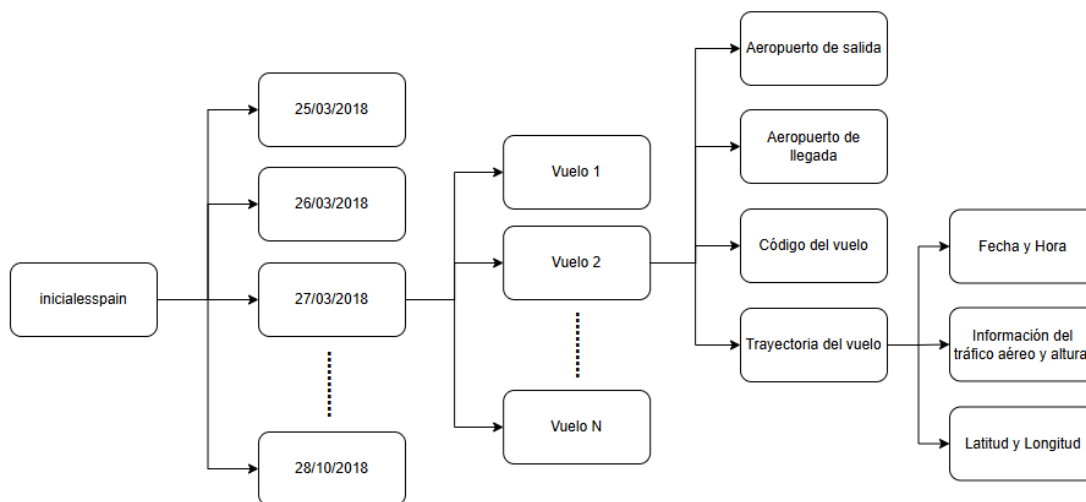 inicialesspain
25/03/2018
26/03/2018
27/03/2018
28/10/2018
Vuelo 1
Vuelo 2
Vuelo N
Aeropuerto de salida
Aeropuerto de
llegada
Código del vuelo
Trayectoria del vuelo
Fecha y Hora
Información del
tráfico aéreo y altura
Latitud y Longitud